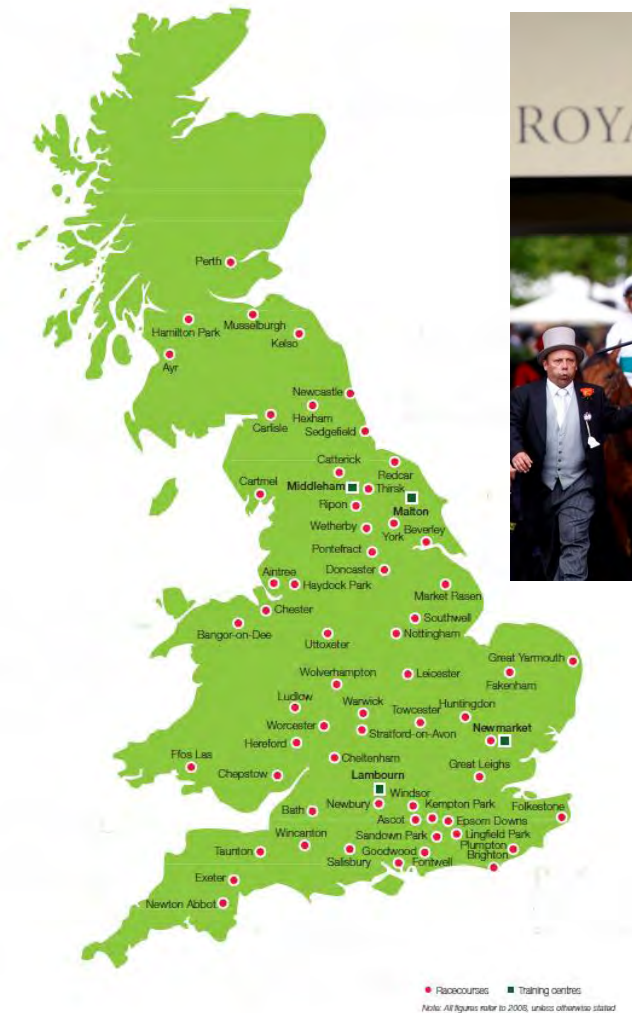 ROYA
Perth
Musselburgh
Hamilton Park
Kelso
Ayr
Newcastle
Hexham
Carlisle
Sedgefield
Catterick
Redcar
Cartmel
Middleham
Thirsk
Ripon
Malton
Wetherby
York
Beverley
Pontefract
Doncaster
Aintree
Haydock Park
Market Rasen
Chester
Southwell
Bangor-on-Dee
Nottingham
Uttoxeter
Great Yarmouth
Leicester
Fakenham
Wolverhampton
Ludlow
Warwick
Huntingdon
Towcester
Worcester
Stratford-on-Avon
Newmarket
Hereford
Ffos Las
Cheltenham
Great Leighs
Chepstow
Lambourn
Windsor
Newbury
Kempton Park
Folkestone
Bath
Ascot
Epsom Downs
Sandown Park
Lingfield Park
Wincanton
Plumpton
Taunton
Goodwood
Brighton
Salisbury
Fontwell
Exeter
Newton Abbot
Racecourses
Training centres
Note: All figures refer to 2008, unless otherwise stated